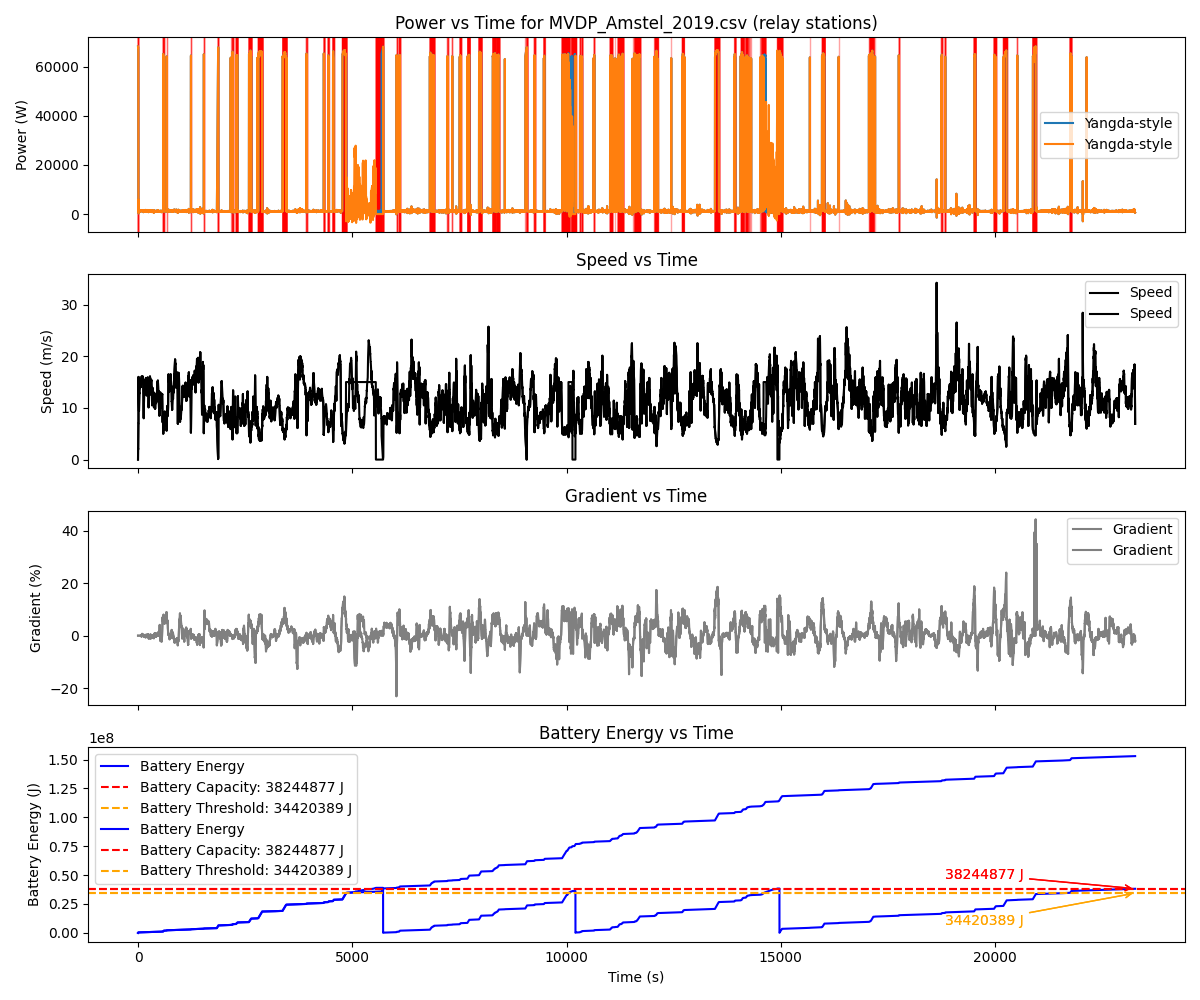 Power vs Time for MVDP_Amstel_2019.csv (relay stations)
60000
40000
20000
0
Power (W)
Yangda-style
Yangda-style
Speed vs Time
30
20
10
0
Speed (m/s)
Speed
Speed
Gradient vs Time
40
20
0
−20
Gradient (%)
Gradient
Gradient
Battery Energy vs Time
1e8
1.50
1.25
1.00
0.75
0.50
0.25
0.00
Battery Energy (J)
Battery Energy
Battery Capacity: 38244877 J
Battery Threshold: 34420389 J
Battery Energy
Battery Capacity: 38244877 J
Battery Threshold: 34420389 J
38244877 J
34420389 J
0 5000 10000 15000 20000
Time (s)